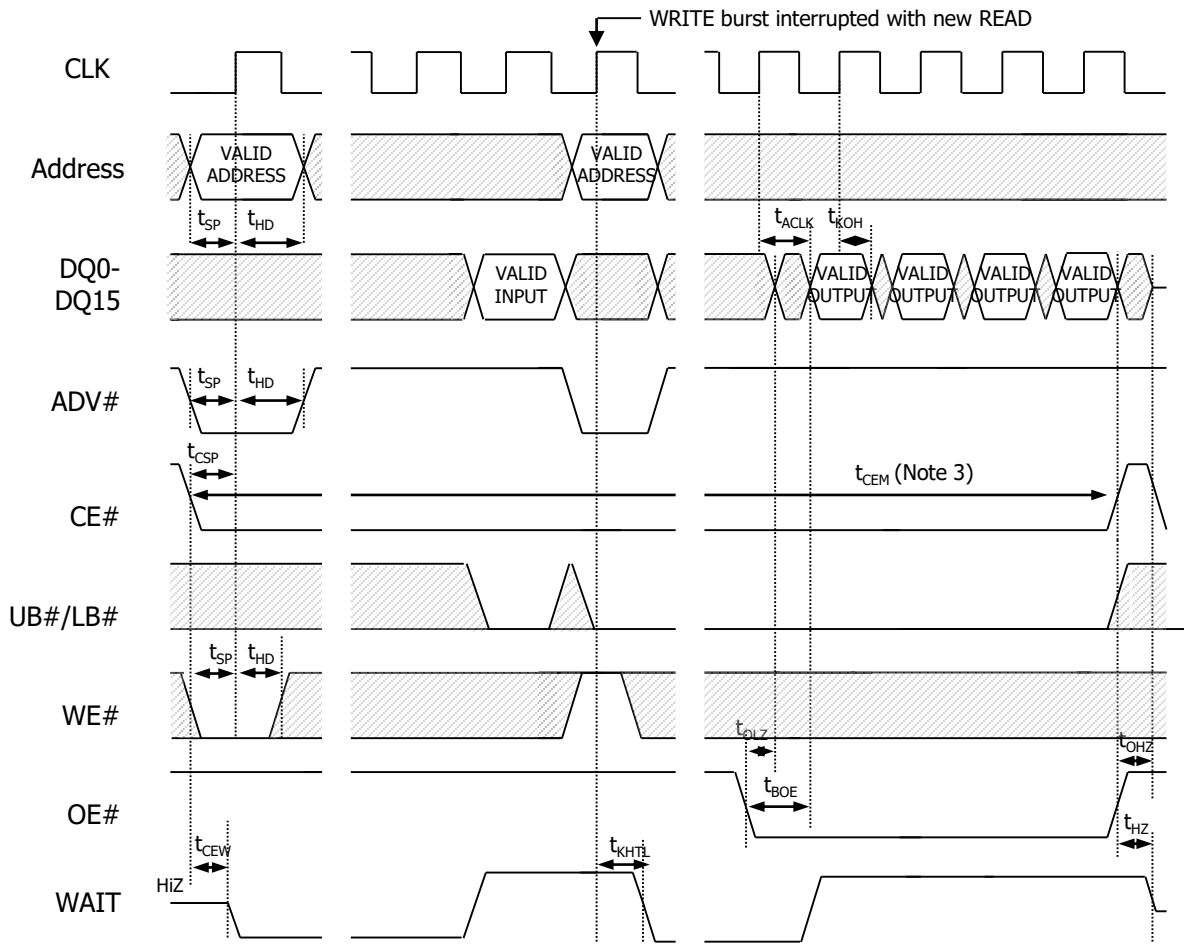 WRITE burst interrupted with new READ
CLK
Address
VALID
ADDRESS
VALID
ADDRESS
tSP
tHD
tACLK
tKOH
DQ0-
DQ15
VALID
INPUT
VALID
OUTPUT
VALID
OUTPUT
VALID
OUTPUT
VALID
OUTPUT
ADV#
tSP
tHD
tCSP
tCEM (Note 3)
CE#
UB#/LB#
tSP
tHD
WE#
tOLZ
tOHZ
OE#
tBOE
tHZ
tCEW
tKHTL
HiZ
WAIT